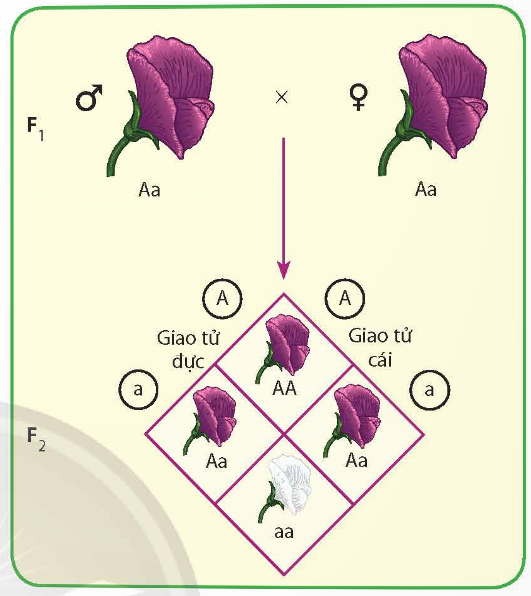 ♂ × ♀
F₁
Aa Aa
A A
Giao tử
đực
Giao tử
cái
a a
AA
F₂
Aa Aa
aa